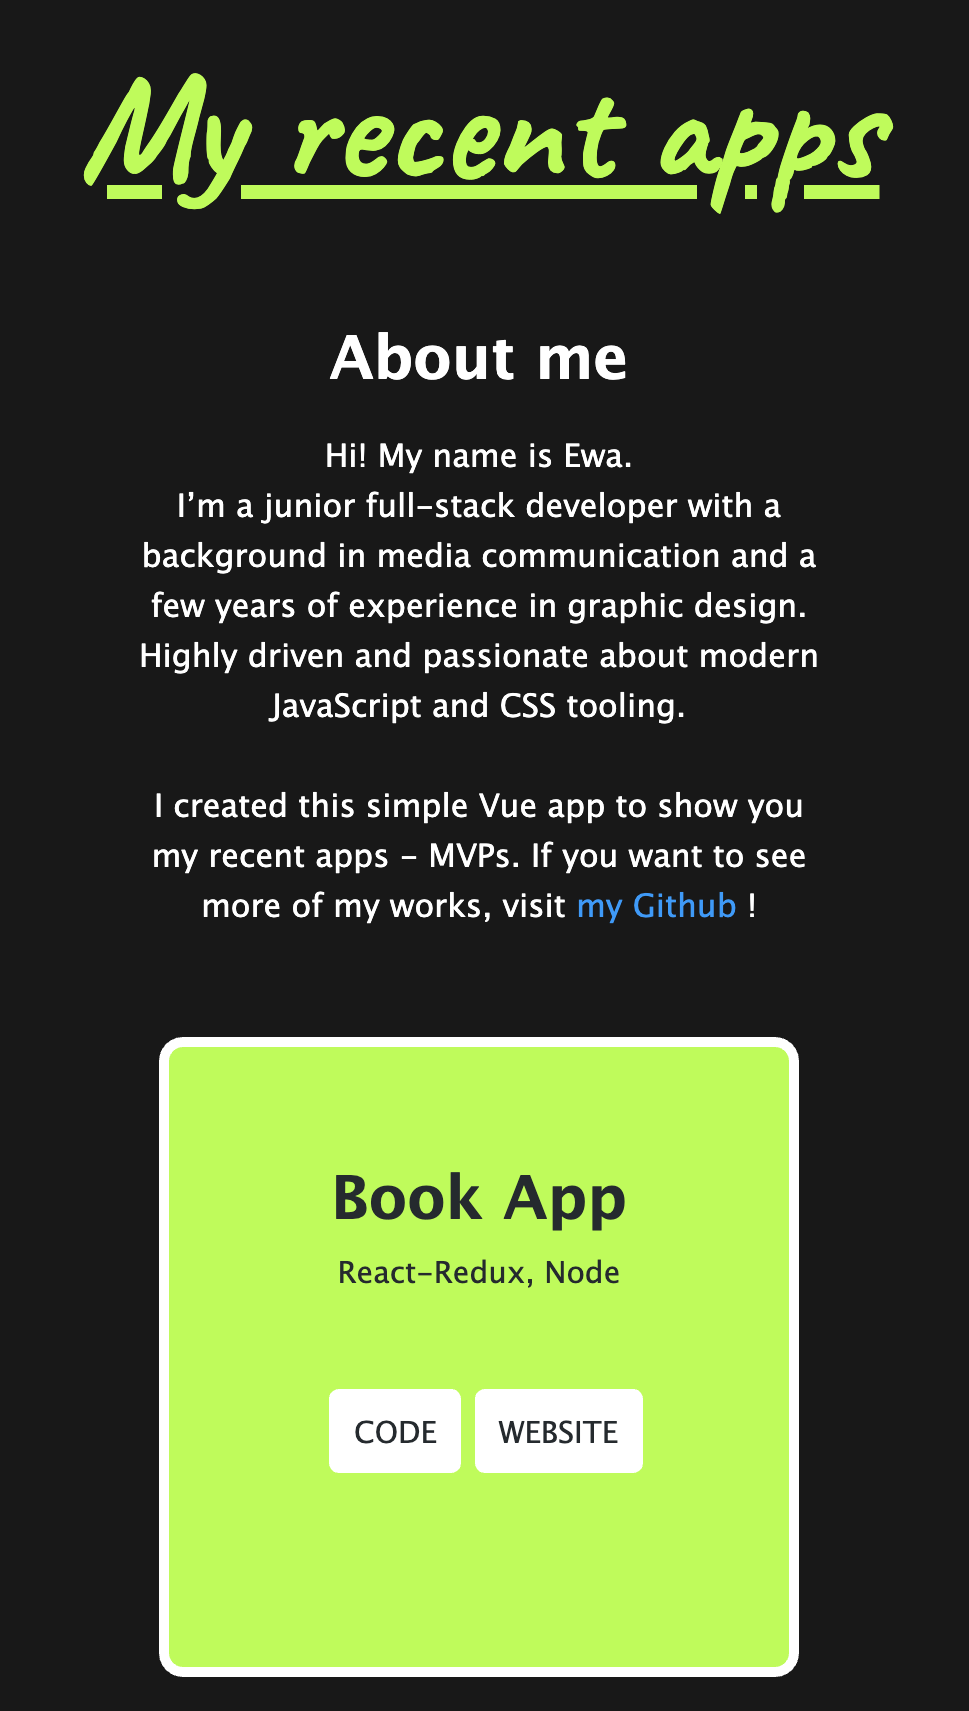 My recent apps
About me
Hi! My name is Ewa.
I’m a junior full-stack developer with a
background in media communication and a
few years of experience in graphic design.
Highly driven and passionate about modern
JavaScript and CSS tooling.
I created this simple Vue app to show you
my recent apps - MVPs. If you want to see
more of my works, visit my Github !
Book App
React-Redux, Node
CODE WEBSITE